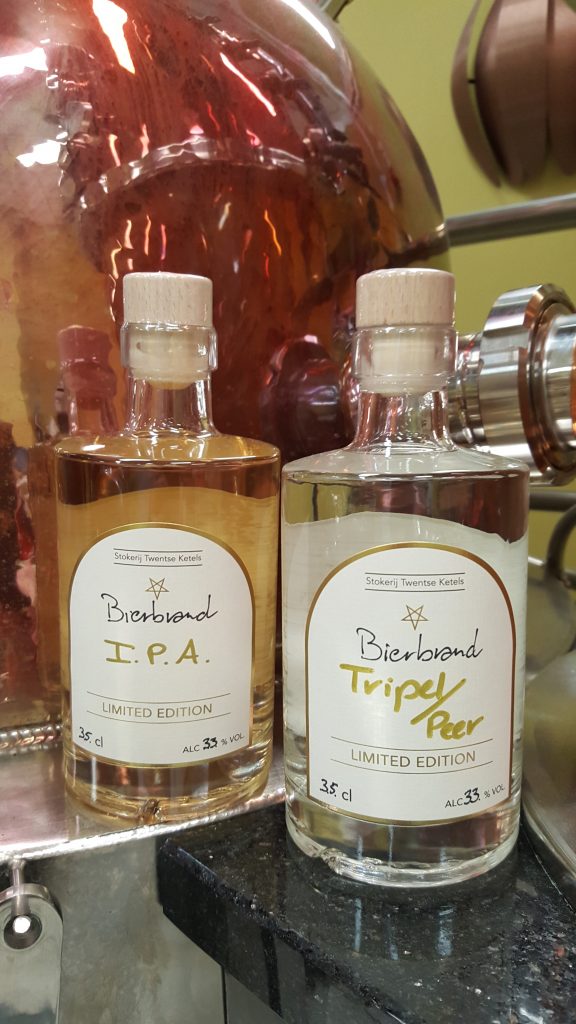 Stokerij Twentse Ketels
Bierbrand
I.P.A.
LIMITED EDITION
35. cl
ALC 33. % VOL
Stokerij Twentse Ketels
Bierbrand
Tripel/
Peer
LIMITED EDITION
35. cl
ALC 33. % VOL